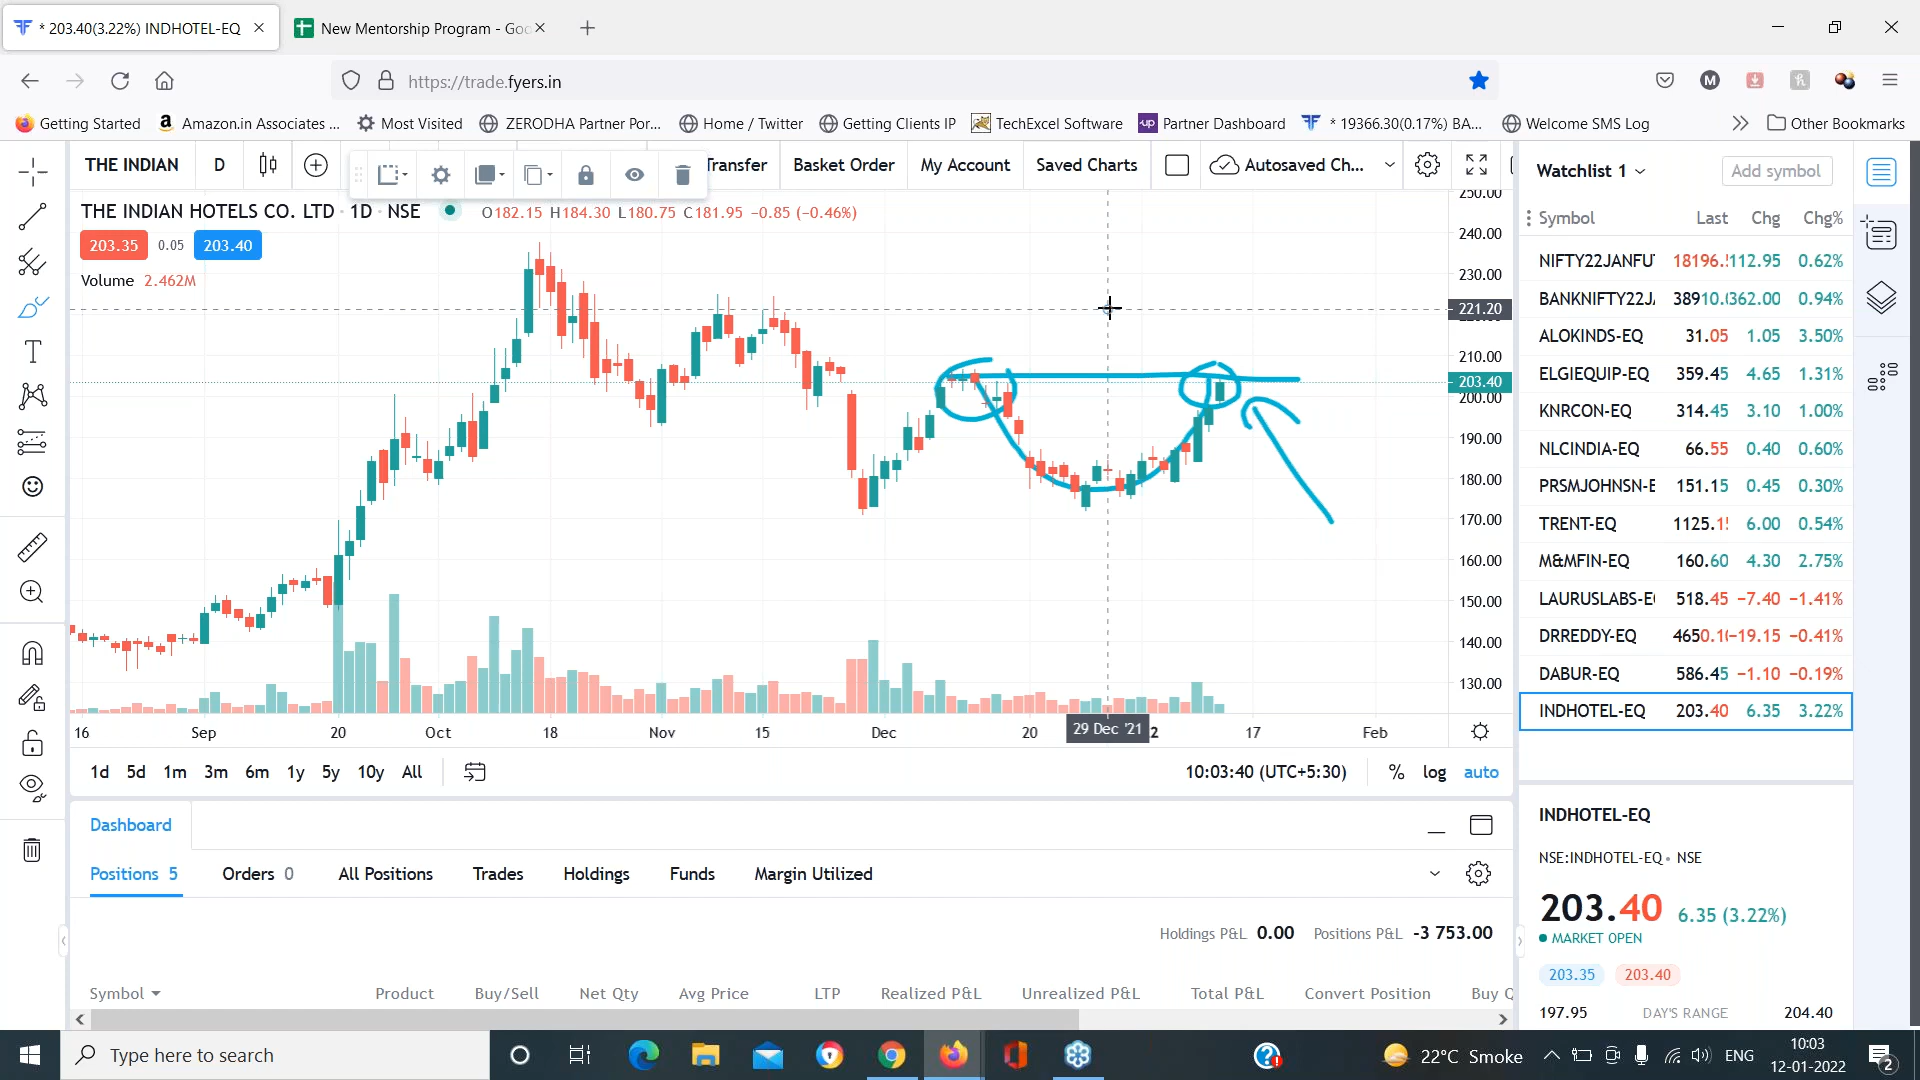 * 203.40(3.22%) INDHOTEL-EQ
New Mentorship Program - Goo
https://trade.fyers.in
M
Getting Started
Amazon.in Associates ...
Most Visited
ZERODHA Partner Por...
Home / Twitter
Getting Clients IP
TechExcel Software
up Partner Dashboard
* 19366.30(0.17%) BA...
Welcome SMS Log
Other Bookmarks
THE INDIAN
D
Transfer
Basket Order
My Account
Saved Charts
Autosaved Ch...
THE INDIAN HOTELS CO. LTD · 1D · NSE
O182.15 H184.30 L180.75 C181.95 −0.85 (−0.46%)
203.35 0.05 203.40
Volume 2.462M
250.00
240.00
230.00
221.20
210.00
203.40
200.00
190.00
180.00
170.00
160.00
150.00
140.00
130.00
16 Sep 20 Oct 18 Nov 15 Dec 20 29 Dec '21 2 17 Feb
1d 5d 1m 3m 6m 1y 5y 10y All
10:03:40 (UTC+5:30)
% log auto
Dashboard
Positions 5
Orders 0
All Positions
Trades
Holdings
Funds
Margin Utilized
Holdings P&L 0.00 Positions P&L -3 753.00
Symbol Product Buy/Sell Net Qty Avg Price LTP Realized P&L Unrealized P&L Total P&L Convert Position Buy Q
Watchlist 1
Add symbol
Symbol Last Chg Chg%
NIFTY22JANFU 18196. 112.95 0.62%
BANKNIFTY22J 38910. 362.00 0.94%
ALOKINDS-EQ 31.05 1.05 3.50%
ELGIEQUIP-EQ 359.45 4.65 1.31%
KNRCON-EQ 314.45 3.10 1.00%
NLCINDIA-EQ 66.55 0.40 0.60%
PRSMJOHNSN-E 151.15 0.45 0.30%
TRENT-EQ 1125.1 6.00 0.54%
M&MFIN-EQ 160.60 4.30 2.75%
LAURUSLABS-E 518.45 −7.40 −1.41%
DRREDDY-EQ 4650.1 −19.15 −0.41%
DABUR-EQ 586.45 −1.10 −0.19%
INDHOTEL-EQ 203.40 6.35 3.22%
INDHOTEL-EQ
NSE:INDHOTEL-EQ • NSE
203.40 6.35 (3.22%)
MARKET OPEN
203.35 203.40
197.95 DAY'S RANGE 204.40
Type here to search
22°C Smoke
ENG
10:03
12-01-2022
2